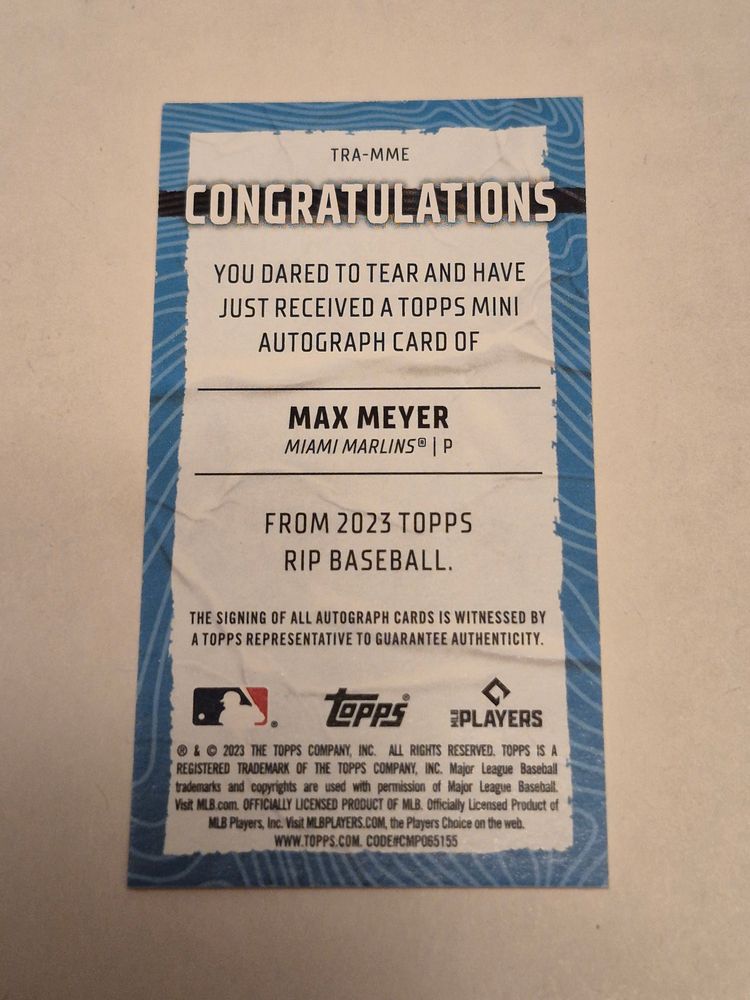 TRA-MME
CONGRATULATIONS
YOU DARED TO TEAR AND HAVE
JUST RECEIVED A TOPPS MINI
AUTOGRAPH CARD OF
MAX MEYER
MIAMI MARLINS® | P
FROM 2023 TOPPS
RIP BASEBALL.
THE SIGNING OF ALL AUTOGRAPH CARDS IS WITNESSED BY
A TOPPS REPRESENTATIVE TO GUARANTEE AUTHENTICITY.
® Topps® MLB PLAYERS
® & © 2023 THE TOPPS COMPANY, INC. ALL RIGHTS RESERVED. TOPPS IS A
REGISTERED TRADEMARK OF THE TOPPS COMPANY, INC. Major League Baseball
trademarks and copyrights are used with permission of Major League Baseball.
Visit MLB.com. OFFICIALLY LICENSED PRODUCT OF MLB. Officially Licensed Product of
MLB Players, Inc. Visit MLBPLAYERS.COM, the Players Choice on the web.
WWW.TOPPS.COM. CODE#CMP065155